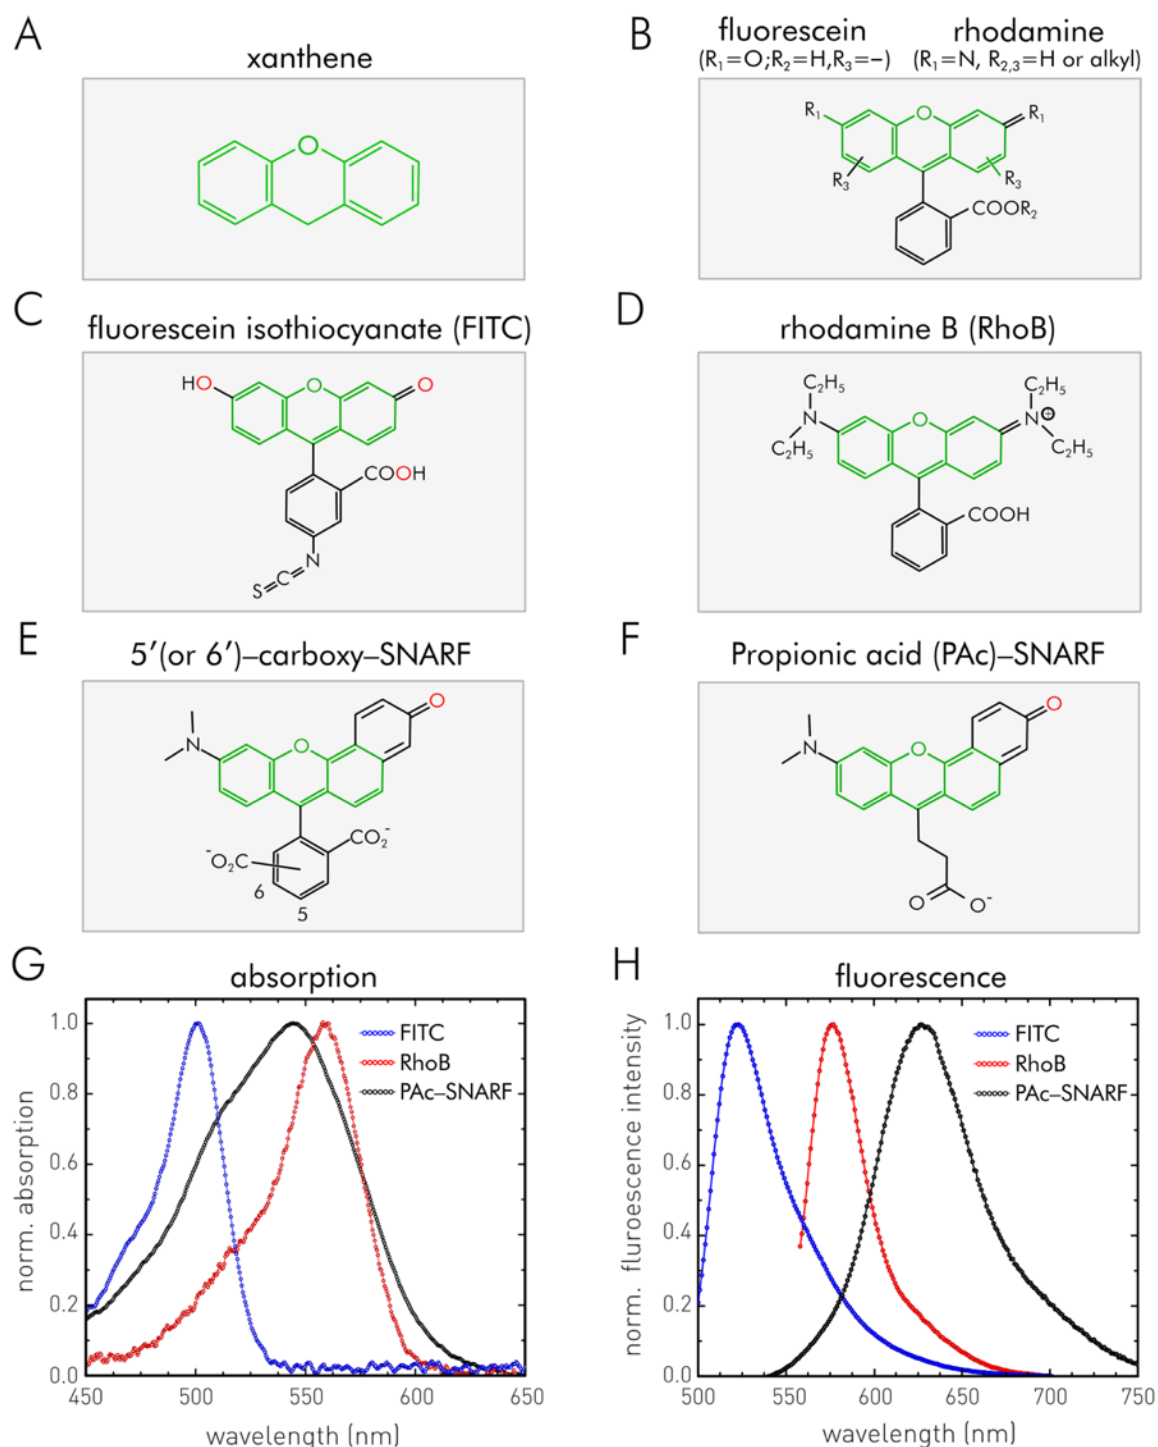 A
xanthene
O
B
fluorescein rhodamine
(R₁=O;R₂=H,R₃=–) (R₁=N, R₂,₃=H or alkyl)
R₁ O R₁
R₃ R₃
COOR₂
C
fluorescein isothiocyanate (FITC)
HO O O
COOH
N
C
S
D
rhodamine B (RhoB)
C₂H₅ C₂H₅
N O N ⊕
C₂H₅ C₂H₅
COOH
E
5′(or 6′)–carboxy–SNARF
O
N O
CO₂⁻
⁻O₂C
6
5
F
Propionic acid (PAc)–SNARF
O
N O
O O⁻
G
absorption
norm. absorption
1.0
0.8
0.6
0.4
0.2
0.0
FITC
RhoB
PAc–SNARF
450 500 550 600 650
wavelength (nm)
H
fluorescence
norm. fluroescence intensity
1.0
0.8
0.6
0.4
0.2
0.0
FITC
RhoB
PAc–SNARF
500 550 600 650 700 750
wavelength (nm)